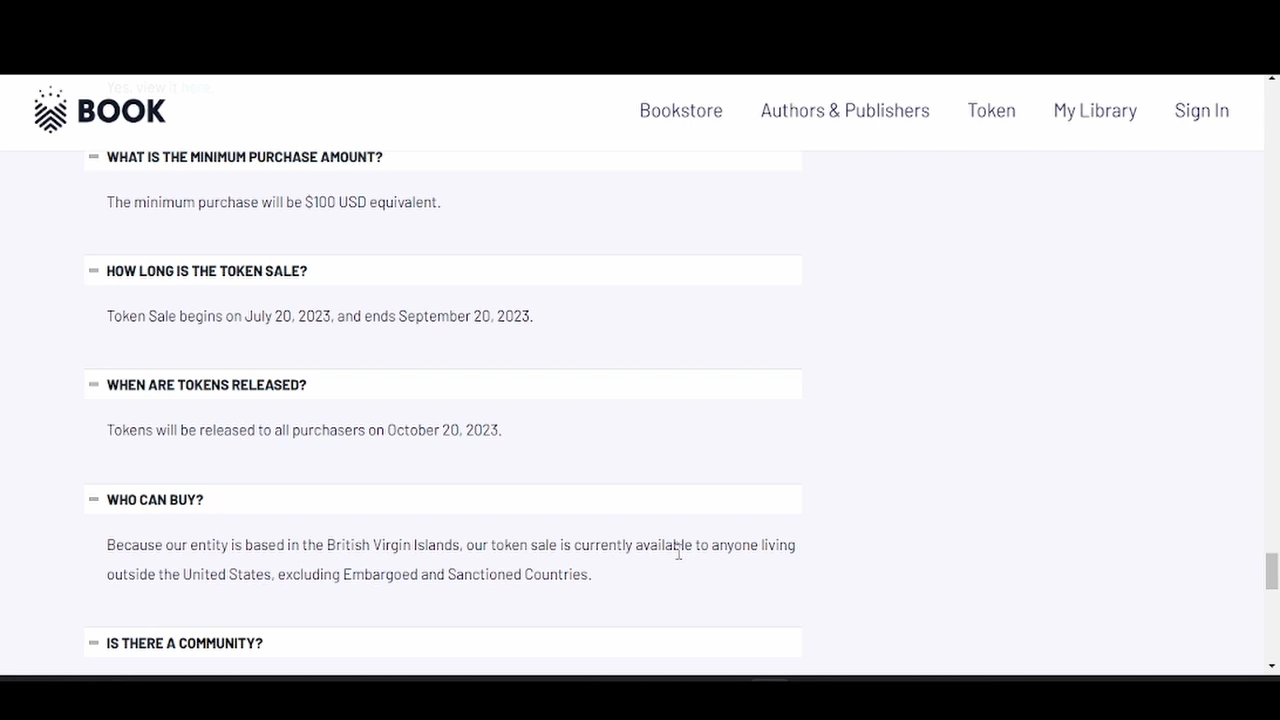 Yes, view it here.
BOOK
Bookstore
Authors & Publishers
Token
My Library
Sign In
WHAT IS THE MINIMUM PURCHASE AMOUNT?
The minimum purchase will be $100 USD equivalent.
HOW LONG IS THE TOKEN SALE?
Token Sale begins on July 20, 2023, and ends September 20, 2023.
WHEN ARE TOKENS RELEASED?
Tokens will be released to all purchasers on October 20, 2023.
WHO CAN BUY?
Because our entity is based in the British Virgin Islands, our token sale is currently available to anyone living
outside the United States, excluding Embargoed and Sanctioned Countries.
IS THERE A COMMUNITY?